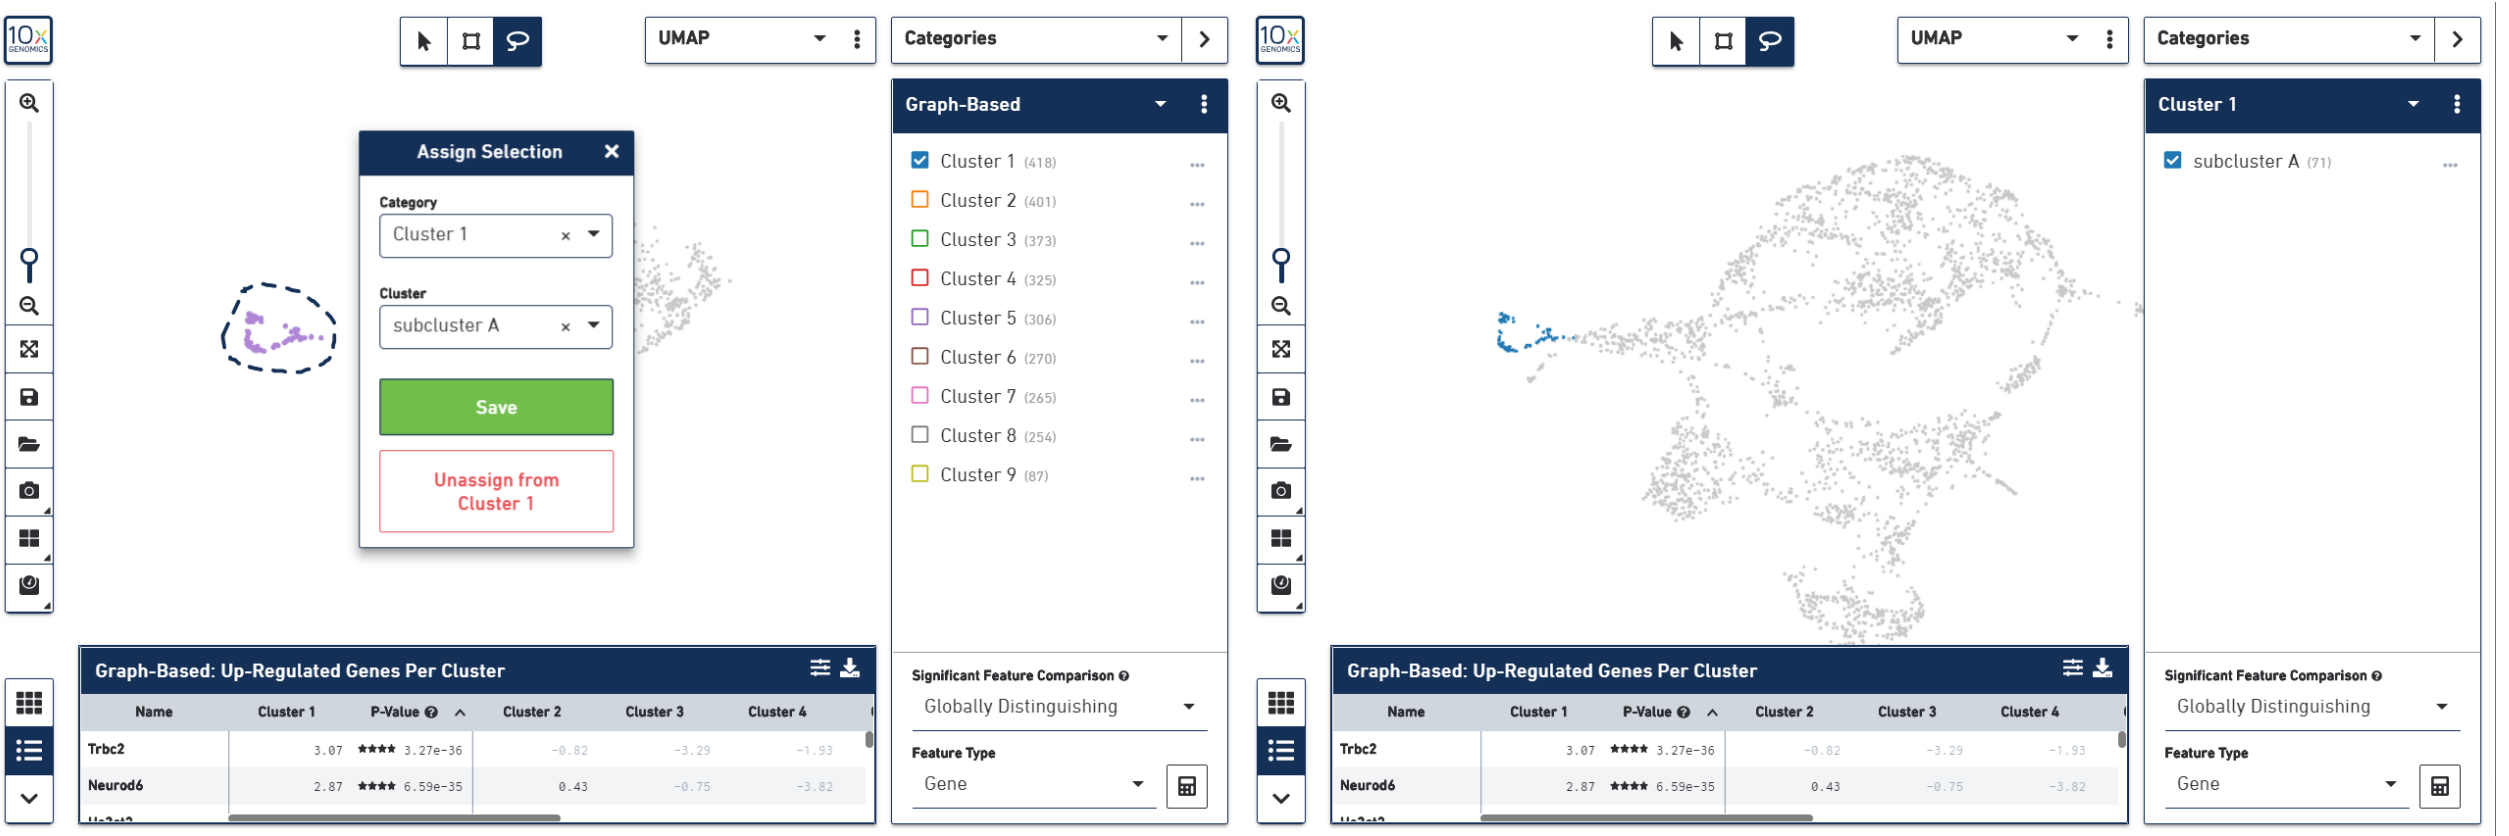 10x
GENOMICS
UMAP
Categories
Graph-Based
Cluster 1 (418)
Cluster 2 (401)
Cluster 3 (373)
Cluster 4 (325)
Cluster 5 (306)
Cluster 6 (270)
Cluster 7 (265)
Cluster 8 (254)
Cluster 9 (87)
Assign Selection
Category
Cluster 1
Cluster
subcluster A
Save
Unassign from
Cluster 1
Significant Feature Comparison
Globally Distinguishing
Feature Type
Gene
Graph-Based: Up-Regulated Genes Per Cluster
Name Cluster 1 P-Value Cluster 2 Cluster 3 Cluster 4
Trbc2 3.07 ★★★★ 3.27e-36 -0.82 -3.29 -1.93
Neurod6 2.87 ★★★★ 6.59e-35 0.43 -0.75 -3.82
10x
GENOMICS
UMAP
Categories
Cluster 1
subcluster A (71)
Significant Feature Comparison
Globally Distinguishing
Feature Type
Gene
Graph-Based: Up-Regulated Genes Per Cluster
Name Cluster 1 P-Value Cluster 2 Cluster 3 Cluster 4
Trbc2 3.07 ★★★★ 3.27e-36 -0.82 -3.29 -1.93
Neurod6 2.87 ★★★★ 6.59e-35 0.43 -0.75 -3.82